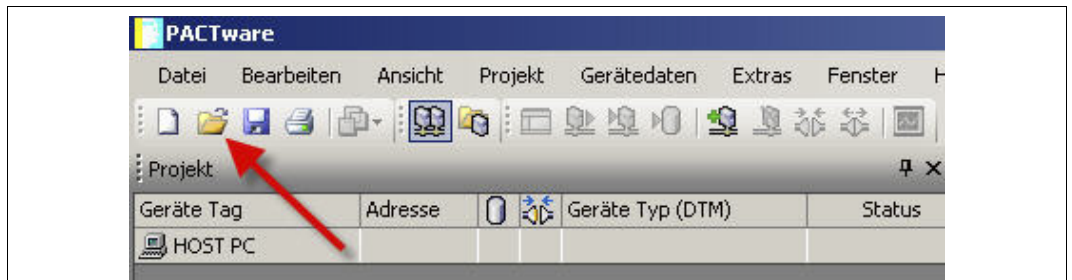 PACTware
Datei Bearbeiten Ansicht Projekt Gerätedaten Extras Fenster H
Projekt
Geräte Tag Adresse Geräte Typ (DTM) Status
HOST PC